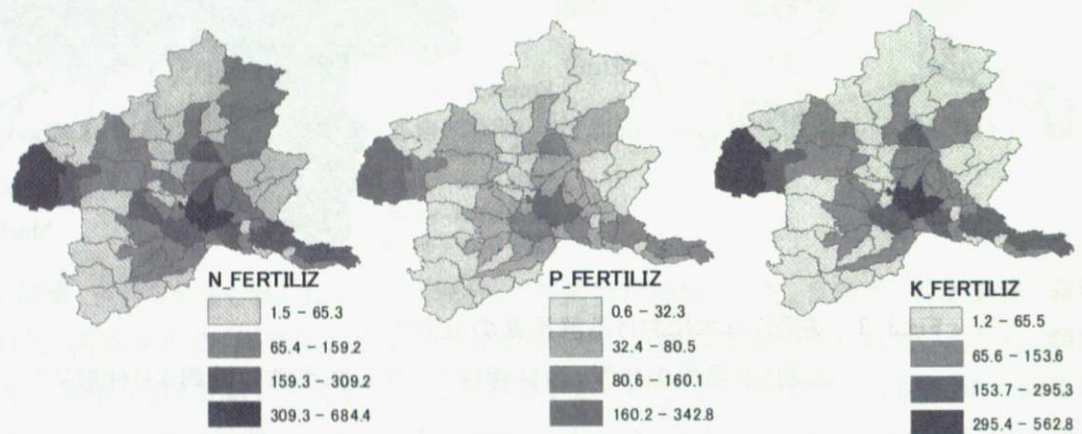 N_FERTILIZ
1.5 - 65.3
65.4 - 159.2
159.3 - 309.2
309.3 - 684.4
P_FERTILIZ
0.6 - 32.3
32.4 - 80.5
80.6 - 160.1
160.2 - 342.8
K_FERTILIZ
1.2 - 65.5
65.6 - 153.6
153.7 - 295.3
295.4 - 562.8